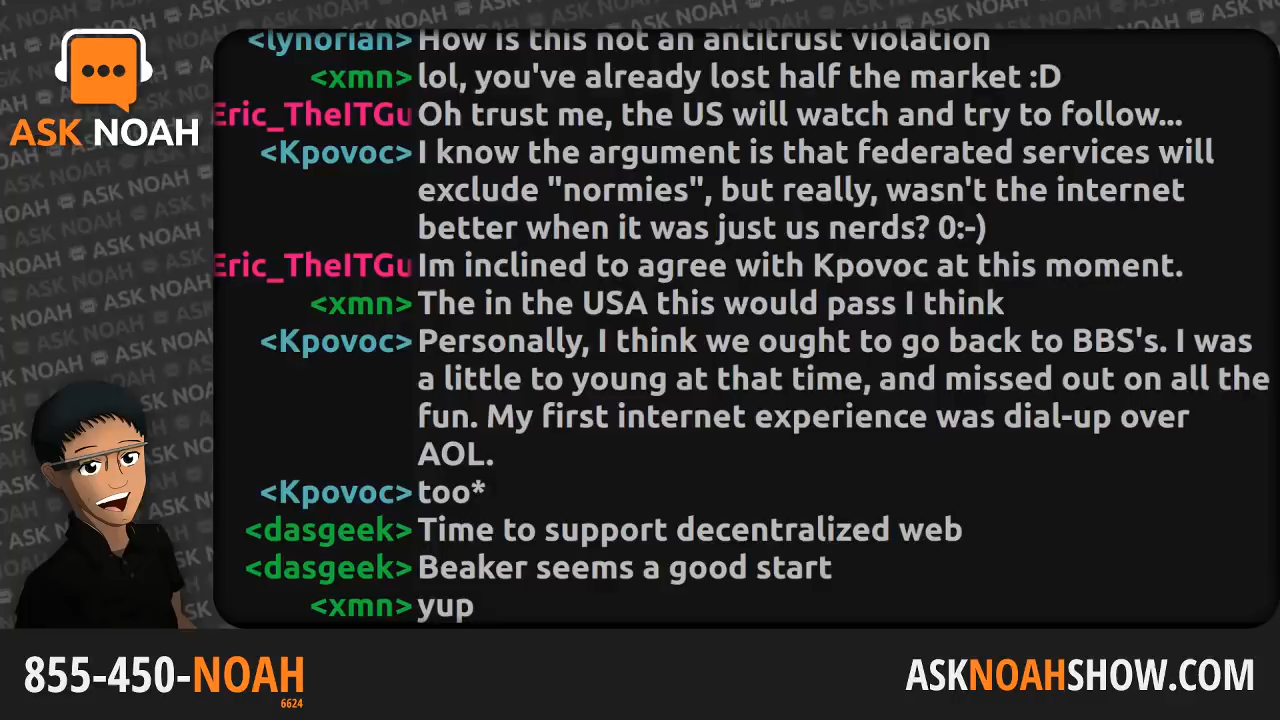 <lynorian> How is this not an antitrust violation
<xmn> lol, you've already lost half the market :D
Eric_TheITGu Oh trust me, the US will watch and try to follow...
<Kpovoc> I know the argument is that federated services will
exclude "normies", but really, wasn't the internet
better when it was just us nerds? 0:-)
Eric_TheITGu Im inclined to agree with Kpovoc at this moment.
<xmn> The in the USA this would pass I think
<Kpovoc> Personally, I think we ought to go back to BBS's. I was
a little to young at that time, and missed out on all the
fun. My first internet experience was dial-up over
AOL.
<Kpovoc> too*
<dasgeek> Time to support decentralized web
<dasgeek> Beaker seems a good start
<xmn> yup
ASK NOAH
855-450-NOAH
6624
ASKNOAHSHOW.COM